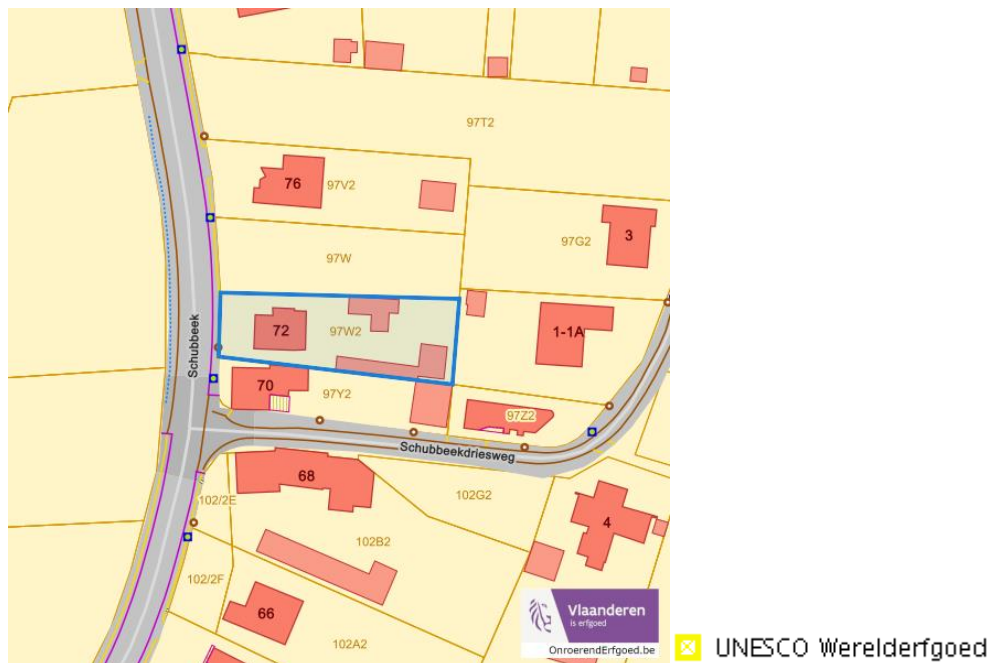 97T2
76
97V2
97G2
3
97W
72
97W2
1-1A
Schubbeek
70
97Y2
97Z2
Schubbeekdriesweg
68
102/2E
102G2
4
102B2
102/2F
66
102A2
Vlaanderen
is erfgoed
OnroerendErfgoed.be
UNESCO Werelderfgoed